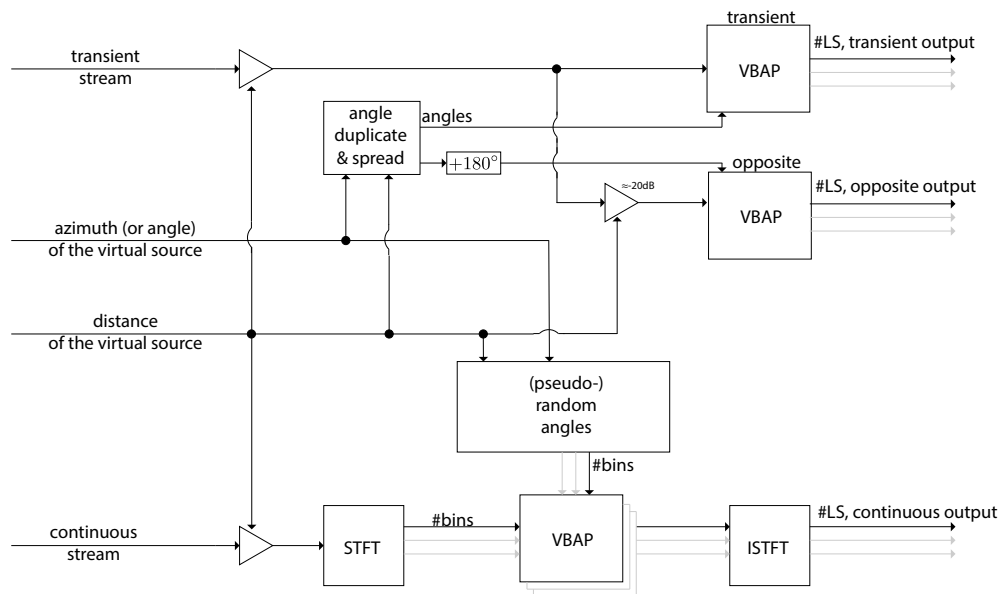 transient
#LS, transient output
transient
stream
VBAP
angle
duplicate
& spread
angles
+180°
opposite
≈-20dB
#LS, opposite output
VBAP
azimuth (or angle)
of the virtual source
distance
of the virtual source
(pseudo-)
random
angles
#bins
continuous
stream
STFT
#bins
VBAP
ISTFT
#LS, continuous output